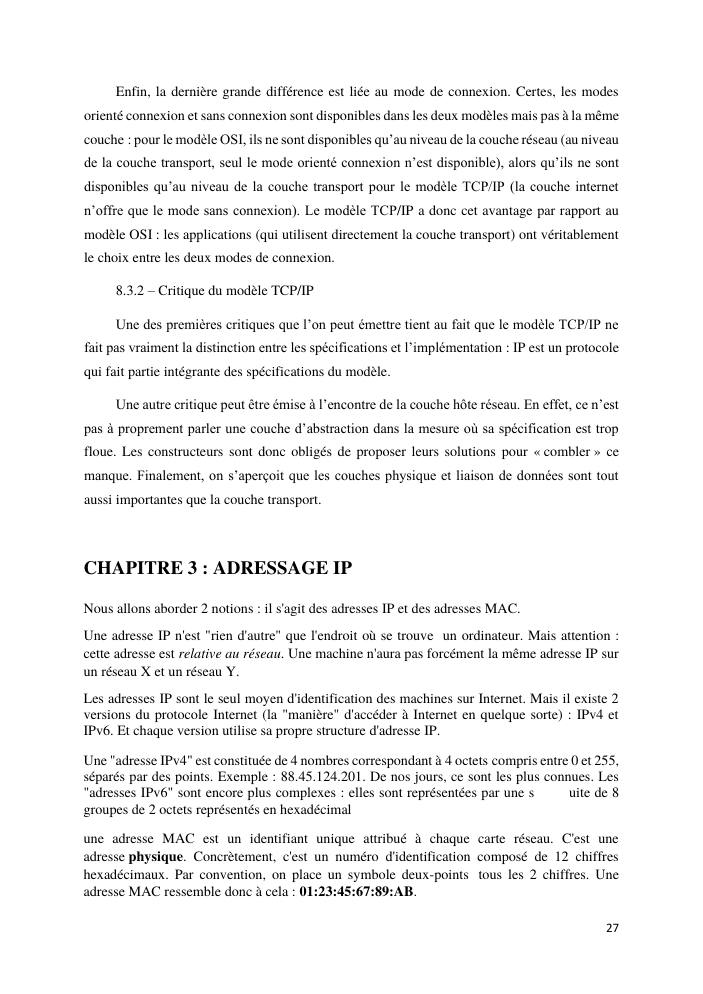 Enfin, la dernière grande différence est liée au mode de connexion. Certes, les modes
orienté connexion et sans connexion sont disponibles dans les deux modèles mais pas à la même
couche : pour le modèle OSI, ils ne sont disponibles qu’au niveau de la couche réseau (au niveau
de la couche transport, seul le mode orienté connexion n’est disponible), alors qu’ils ne sont
disponibles qu’au niveau de la couche transport pour le modèle TCP/IP (la couche internet
n’offre que le mode sans connexion). Le modèle TCP/IP a donc cet avantage par rapport au
modèle OSI : les applications (qui utilisent directement la couche transport) ont véritablement
le choix entre les deux modes de connexion.
8.3.2 – Critique du modèle TCP/IP
Une des premières critiques que l’on peut émettre tient au fait que le modèle TCP/IP ne
fait pas vraiment la distinction entre les spécifications et l’implémentation : IP est un protocole
qui fait partie intégrante des spécifications du modèle.
Une autre critique peut être émise à l’encontre de la couche hôte réseau. En effet, ce n’est
pas à proprement parler une couche d’abstraction dans la mesure où sa spécification est trop
floue. Les constructeurs sont donc obligés de proposer leurs solutions pour « combler » ce
manque. Finalement, on s’aperçoit que les couches physique et liaison de données sont tout
aussi importantes que la couche transport.
CHAPITRE 3 : ADRESSAGE IP
Nous allons aborder 2 notions : il s'agit des adresses IP et des adresses MAC.
Une adresse IP n'est "rien d'autre" que l'endroit où se trouve un ordinateur. Mais attention :
cette adresse est relative au réseau. Une machine n'aura pas forcément la même adresse IP sur
un réseau X et un réseau Y.
Les adresses IP sont le seul moyen d'identification des machines sur Internet. Mais il existe 2
versions du protocole Internet (la "manière" d'accéder à Internet en quelque sorte) : IPv4 et
IPv6. Et chaque version utilise sa propre structure d'adresse IP.
Une "adresse IPv4" est constituée de 4 nombres correspondant à 4 octets compris entre 0 et 255,
séparés par des points. Exemple : 88.45.124.201. De nos jours, ce sont les plus connues. Les
"adresses IPv6" sont encore plus complexes : elles sont représentées par une s uite de 8
groupes de 2 octets représentés en hexadécimal
une adresse MAC est un identifiant unique attribué à chaque carte réseau. C'est une
adresse physique. Concrètement, c'est un numéro d'identification composé de 12 chiffres
hexadécimaux. Par convention, on place un symbole deux-points tous les 2 chiffres. Une
adresse MAC ressemble donc à cela : 01:23:45:67:89:AB.
27